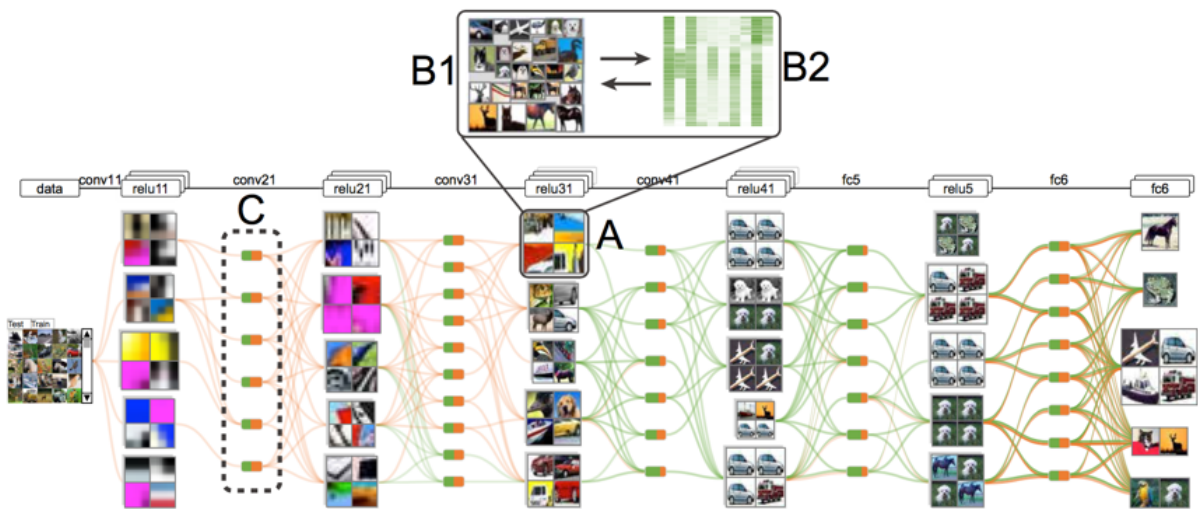 B1
B2
data
conv11
relu11
conv21
relu21
conv31
relu31
conv41
relu41
fc5
relu5
fc6
fc6
C
A
Test Train